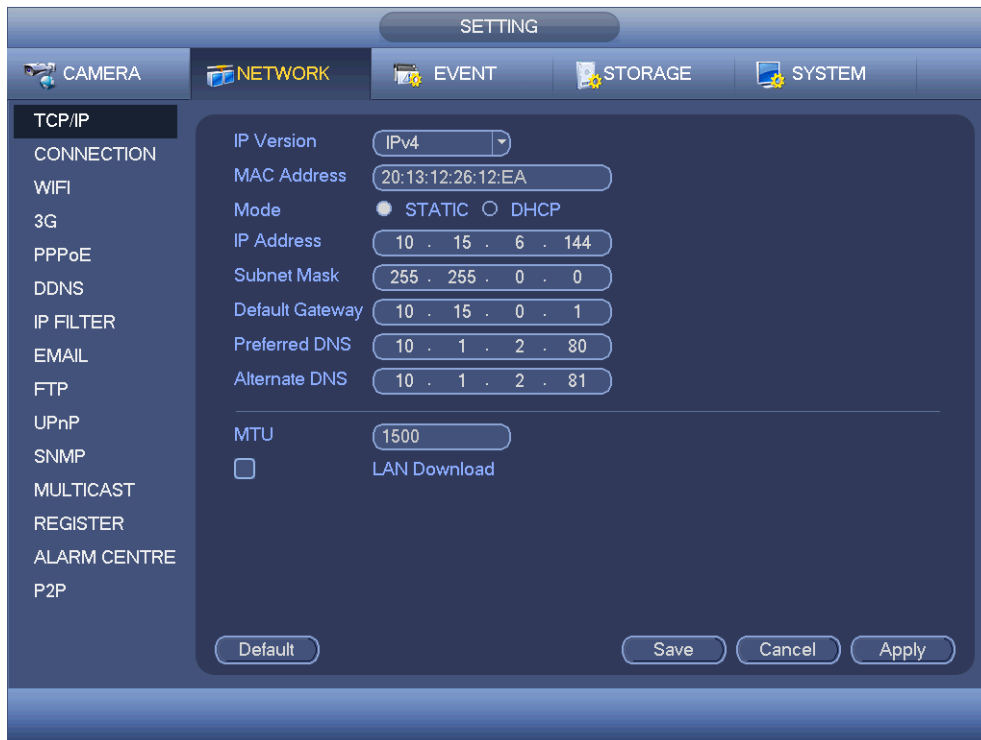 SETTING
CAMERA NETWORK EVENT STORAGE SYSTEM
TCP/IP
CONNECTION
WIFI
3G
PPPoE
DDNS
IP FILTER
EMAIL
FTP
UPnP
SNMP
MULTICAST
REGISTER
ALARM CENTRE
P2P
IP Version IPv4
MAC Address 20:13:12:26:12:EA
Mode STATIC DHCP
IP Address 10 . 15 . 6 . 144
Subnet Mask 255 . 255 . 0 . 0
Default Gateway 10 . 15 . 0 . 1
Preferred DNS 10 . 1 . 2 . 80
Alternate DNS 10 . 1 . 2 . 81
MTU 1500
LAN Download
Default Save Cancel Apply